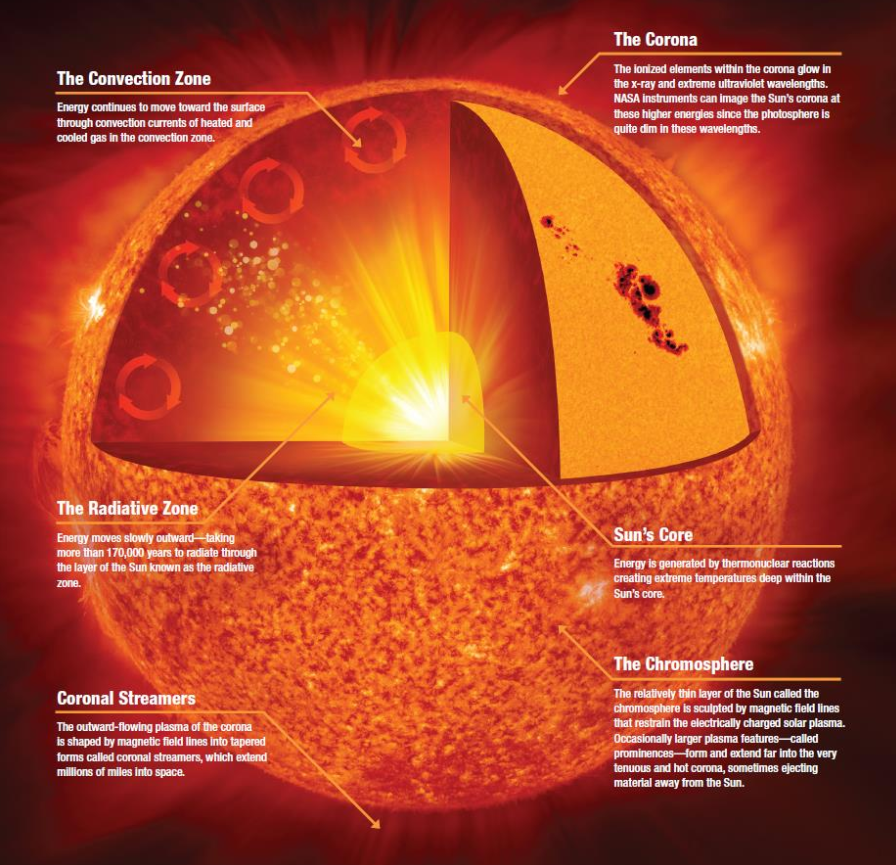 The Convection Zone
Energy continues to move toward the surface
through convection currents of heated and
cooled gas in the convection zone.
The Corona
The ionized elements within the corona glow in
the x-ray and extreme ultraviolet wavelengths.
NASA instruments can image the Sun's corona at
these higher energies since the photosphere is
quite dim in these wavelengths.
The Radiative Zone
Energy moves slowly outward—taking
more than 170,000 years to radiate through
the layer of the Sun known as the radiative
zone.
Sun's Core
Energy is generated by thermonuclear reactions
creating extreme temperatures deep within the
Sun's core.
Coronal Streamers
The outward-flowing plasma of the corona
is shaped by magnetic field lines into tapered
forms called coronal streamers, which extend
millions of miles into space.
The Chromosphere
The relatively thin layer of the Sun called the
chromosphere is sculpted by magnetic field lines
that restrain the electrically charged solar plasma.
Occasionally larger plasma features—called
prominences—form and extend far into the very
tenuous and hot corona, sometimes ejecting
material away from the Sun.